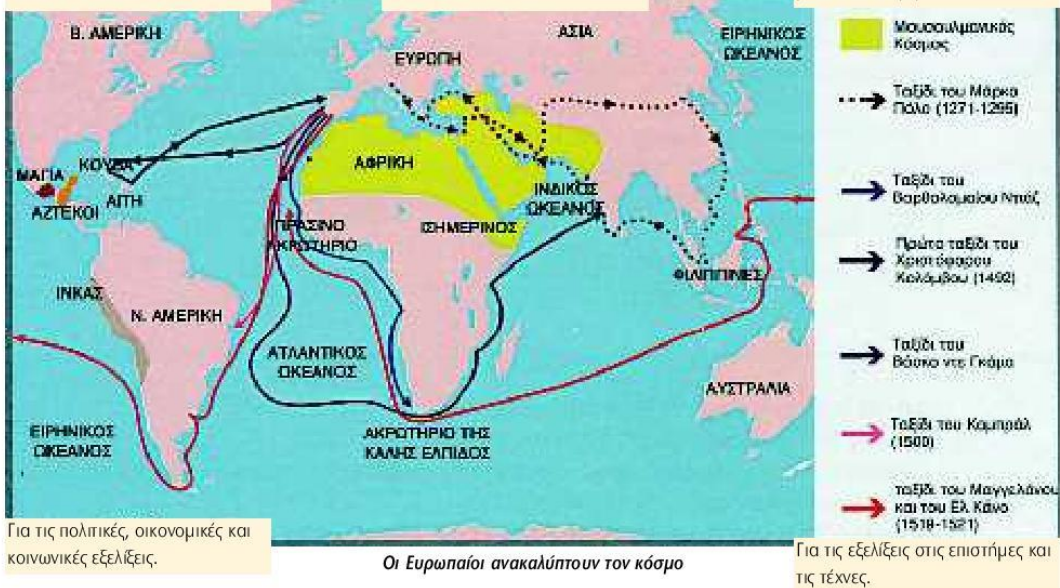 Β. ΑΜΕΡΙΚΗ
ΕΥΡΩΠΗ
ΑΣΙΑ
ΕΙΡΗΝΙΚΟΣ
ΩΚΕΑΝΟΣ
ΜΑΓΙΑ
ΚΟΥΒΑ
ΑΖΤΕΚΟΙ
ΑΙΤΗ
ΑΦΡΙΚΗ
ΙΝΔΙΚΟΣ
ΩΚΕΑΝΟΣ
ΠΡΑΣΙΝΟ
ΑΚΡΩΤΗΡΙΟ
ΙΣΗΜΕΡΙΝΟΣ
ΦΙΛΙΠΠΙΝΕΣ
ΙΝΚΑΣ
Ν. ΑΜΕΡΙΚΗ
ΑΤΛΑΝΤΙΚΟΣ
ΩΚΕΑΝΟΣ
ΑΥΣΤΡΑΛΙΑ
ΕΙΡΗΝΙΚΟΣ
ΩΚΕΑΝΟΣ
ΑΚΡΩΤΗΡΙΟ ΤΗΣ
ΚΑΛΗΣ ΕΛΠΙΔΟΣ
Μουσουλμανικός
Κόσμος
Ταξίδι του Μάρκο
Πόλο (1271-1295)
Ταξίδι του
Βαρθολομαίου Ντιάζ
Πρώτο ταξίδι του
Χριστόφορου
Κολόμβου (1492)
Ταξίδι του
Βάσκο ντε Γκάμα
Ταξίδι του Καμπράλ
(1500)
ταξίδι του Μαγγελάνου
και του Ελ Κάνο
(1519-1521)
Για τις πολιτικές, οικονομικές και
κοινωνικές εξελίξεις.
Οι Ευρωπαίοι ανακαλύπτουν τον κόσμο
Για τις εξελίξεις στις επιστήμες και
τις τέχνες.